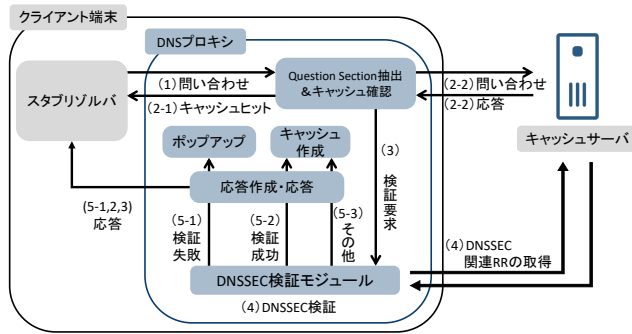 クライアント端末
DNSプロキシ
スタブリゾルバ
(1)問い合わせ
(2-1)キャッシュヒット
Question Section抽出
&キャッシュ確認
(2-2)問い合わせ
(2-2)応答
キャッシュサーバ
ポップアップ
キャッシュ
作成
(3)
検証要求
応答作成・応答
(5-1,2,3)
応答
(5-1)
検証
失敗
(5-2)
検証
成功
(5-3)
その他
(4)DNSSEC
関連RRの取得
DNSSEC検証モジュール
(4)DNSSEC検証